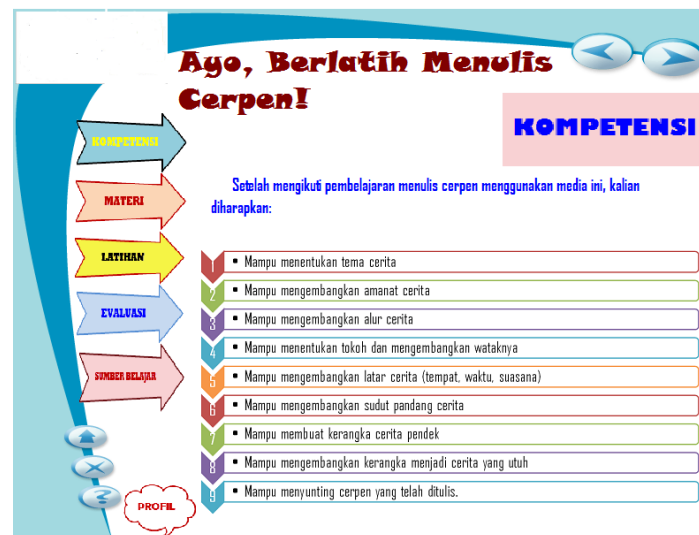 Ayo, Berlatih Menulis
Cerpen!
KOMPETENSI
KOMPETENSI
MATERI
LATIHAN
EVALUASI
SUMBER BELAJAR
PROFIL
Setelah mengikuti pembelajaran menulis cerpen menggunakan media ini, kalian
diharapkan:
1 ▪ Mampu menentukan tema cerita
2 ▪ Mampu mengembangkan amanat cerita
3 ▪ Mampu mengembangkan alur cerita
4 ▪ Mampu menentukan tokoh dan mengembangkan wataknya
5 ▪ Mampu mengembangkan latar cerita (tempat, waktu, suasana)
6 ▪ Mampu mengembangkan sudut pandang cerita
7 ▪ Mampu membuat kerangka cerita pendek
8 ▪ Mampu mengembangkan kerangka menjadi cerita yang utuh
9 ▪ Mampu menyunting cerpen yang telah ditulis.